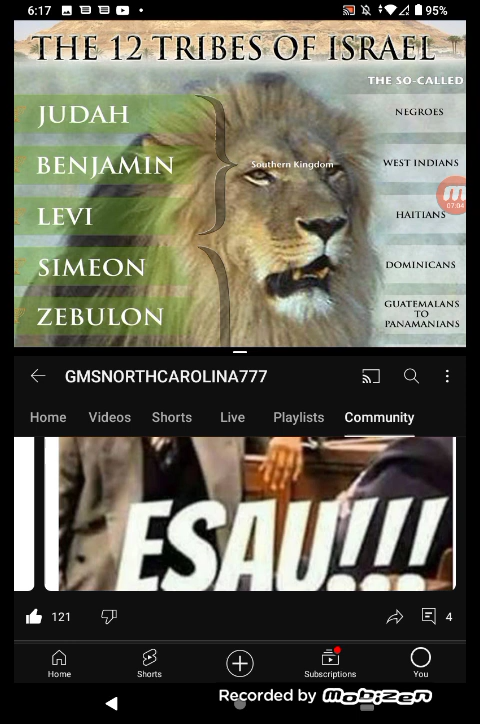 6:17
95%
THE 12 TRIBES OF ISRAEL
THE SO-CALLED
JUDAH
NEGROES
BENJAMIN
Southern Kingdom
WEST INDIANS
07:04
LEVI
HAITIANS
SIMEON
DOMINICANS
ZEBULON
GUATEMALANS
TO
PANAMANIANS
GMSNORTHCAROLINA777
Home Videos Shorts Live Playlists Community
ESAU!!!
121
4
Home Shorts Subscriptions You
Recorded by mobizen